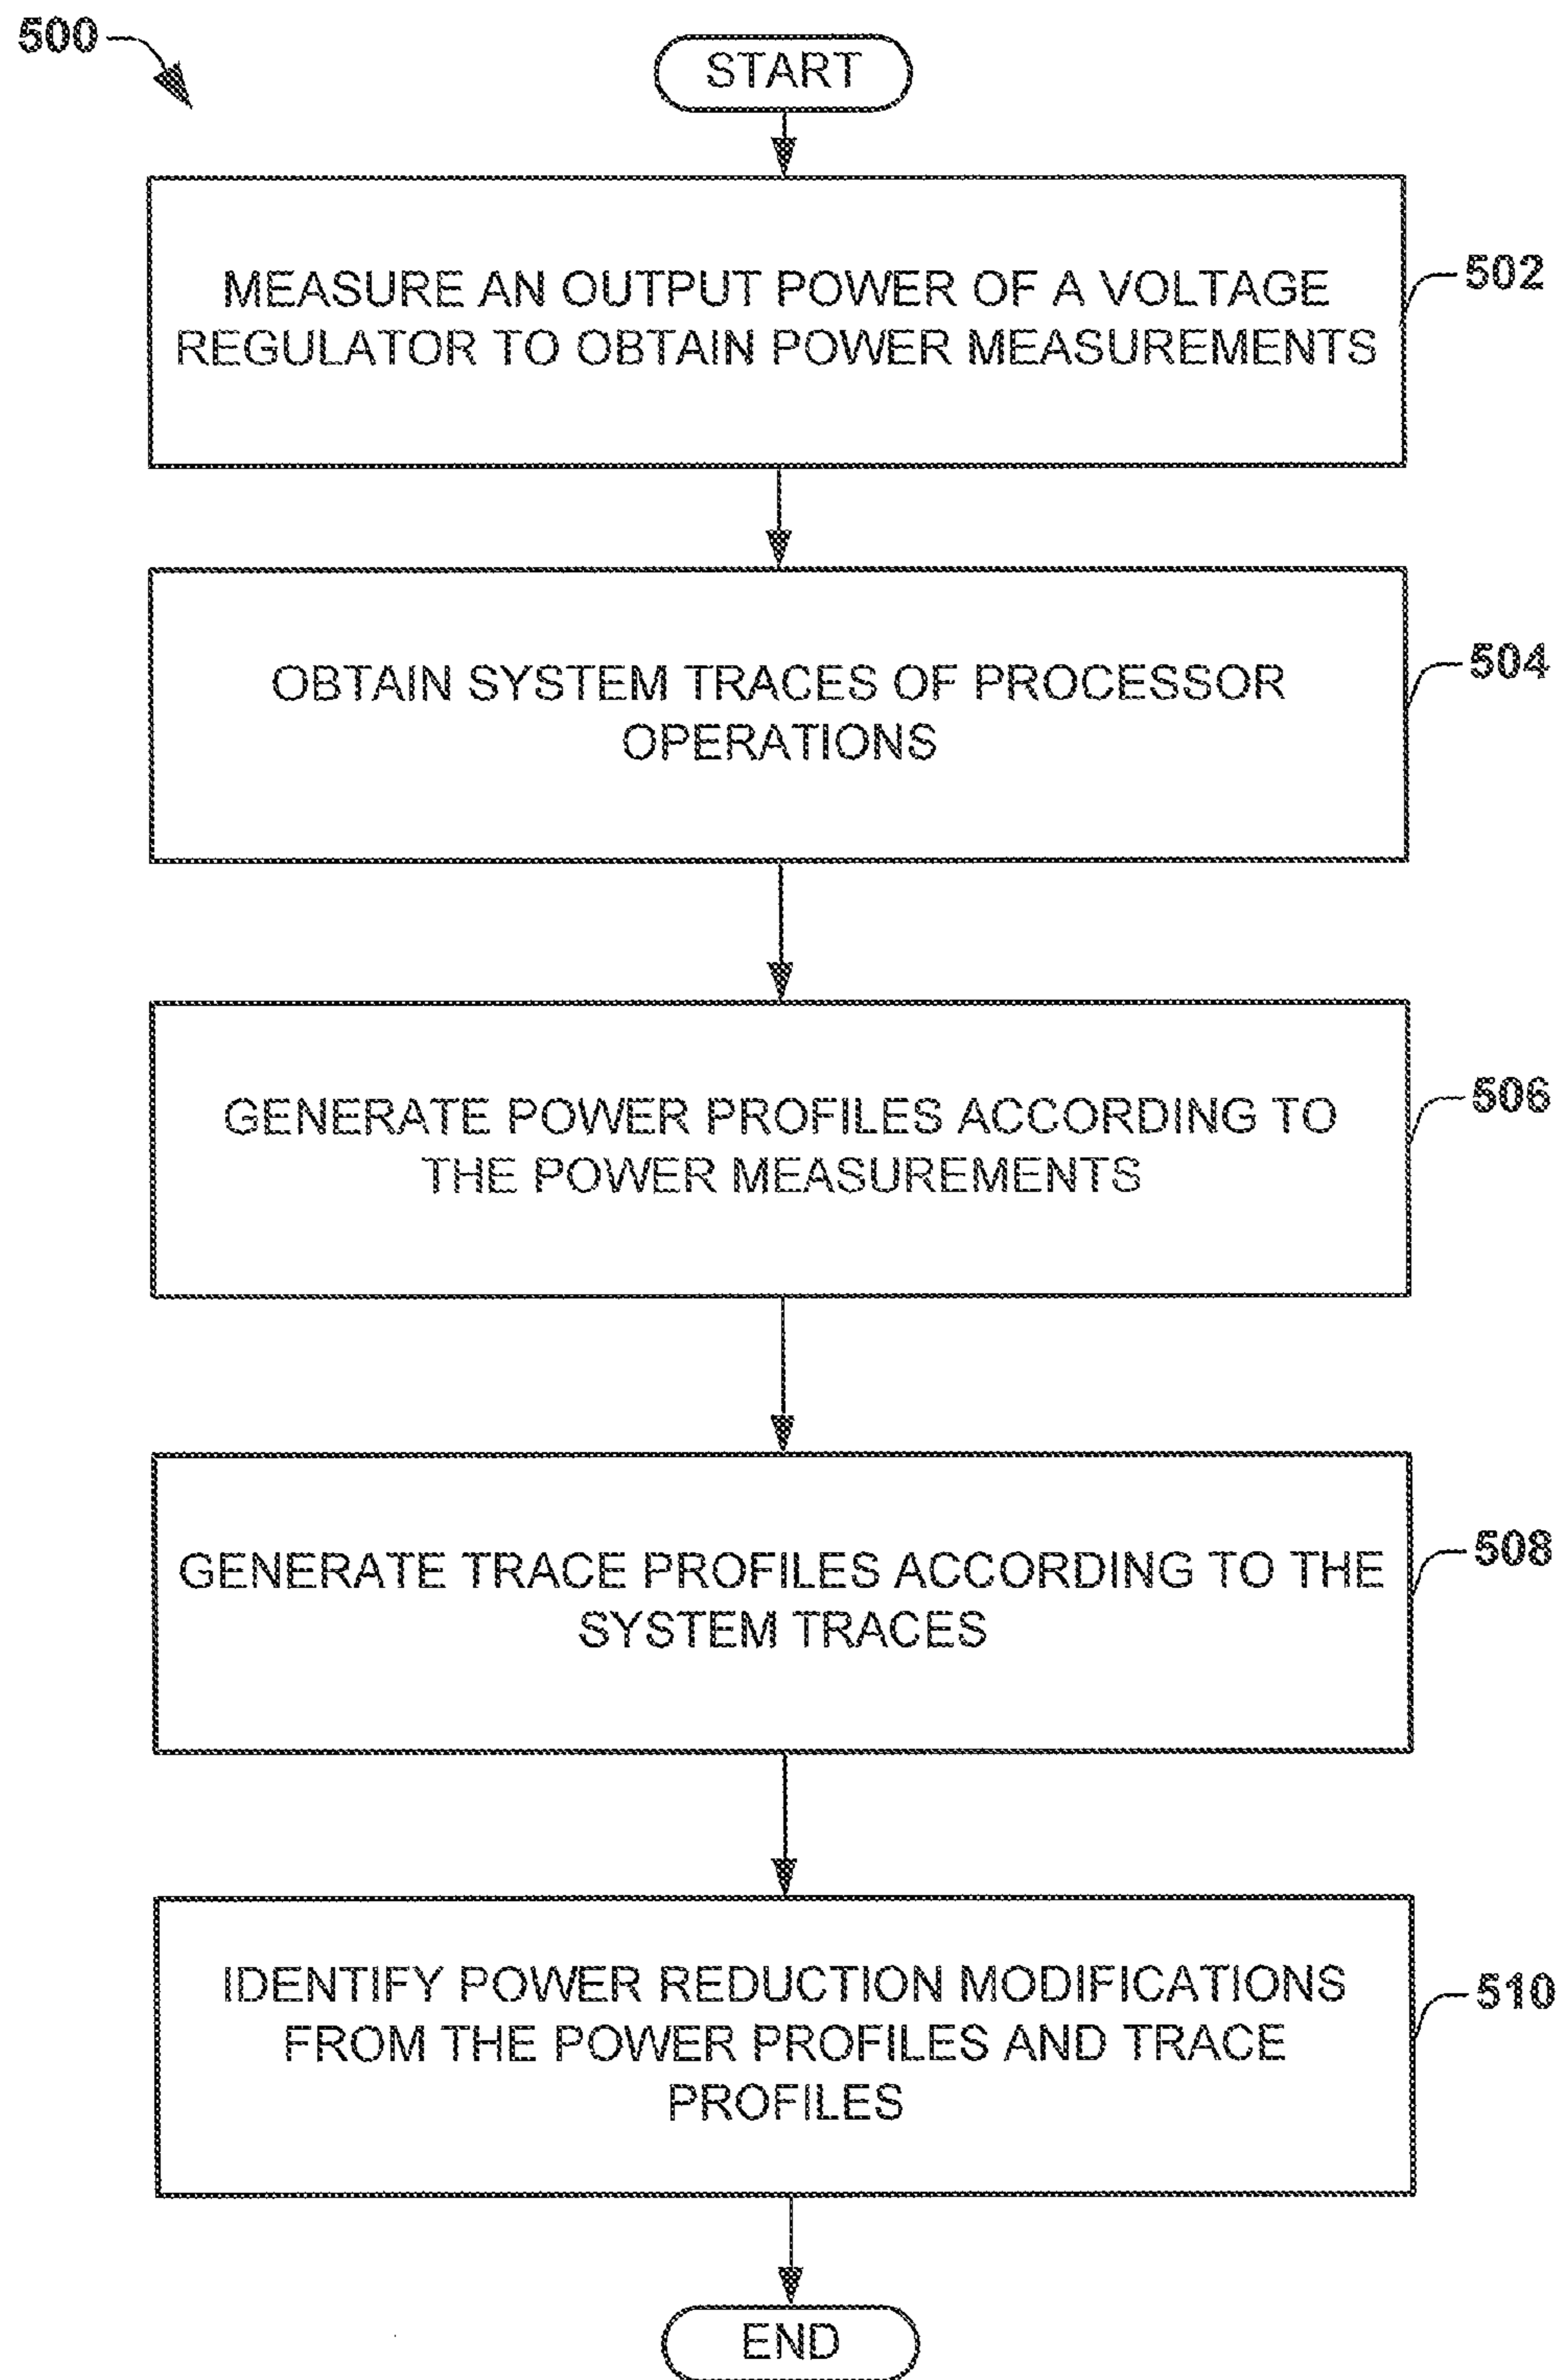 500
START
MEASURE AN OUTPUT POWER OF A VOLTAGE
REGULATOR TO OBTAIN POWER MEASUREMENTS
502
OBTAIN SYSTEM TRACES OF PROCESSOR
OPERATIONS
504
GENERATE POWER PROFILES ACCORDING TO
THE POWER MEASUREMENTS
506
GENERATE TRACE PROFILES ACCORDING TO THE
SYSTEM TRACES
508
IDENTIFY POWER REDUCTION MODIFICATIONS
FROM THE POWER PROFILES AND TRACE
PROFILES
510
END